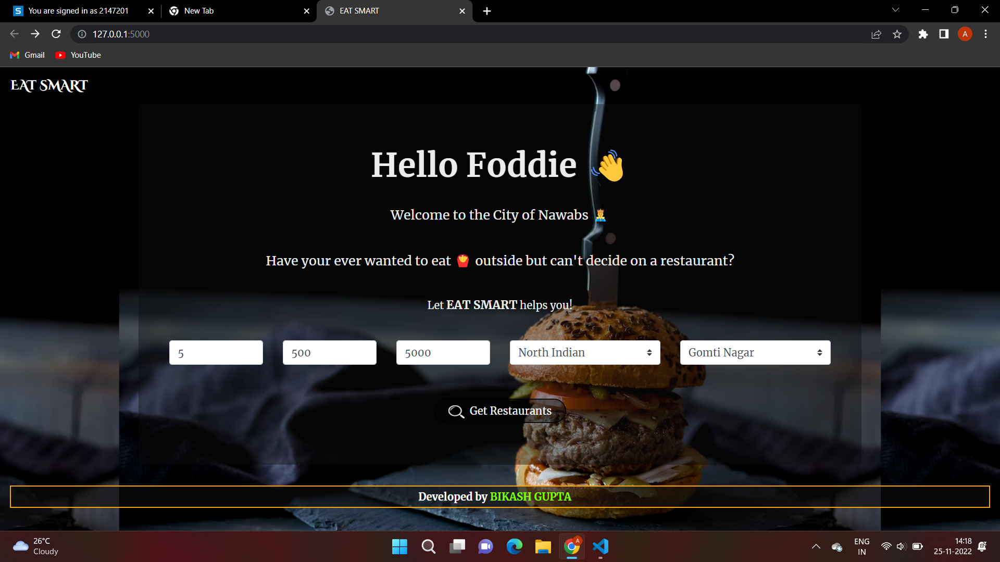 You are signed in as 2147201
New Tab
EAT SMART
127.0.0.1:5000
A
Gmail
YouTube
EAT SMART
Hello Foddie 👋
Welcome to the City of Nawabs 🤴
Have your ever wanted to eat 🍟 outside but can't decide on a restaurant?
Let EAT SMART helps you!
5
500
5000
North Indian
Gomti Nagar
Get Restaurants
Developed by BIKASH GUPTA
26°C
Cloudy
A
ENG
IN
14:18
25-11-2022